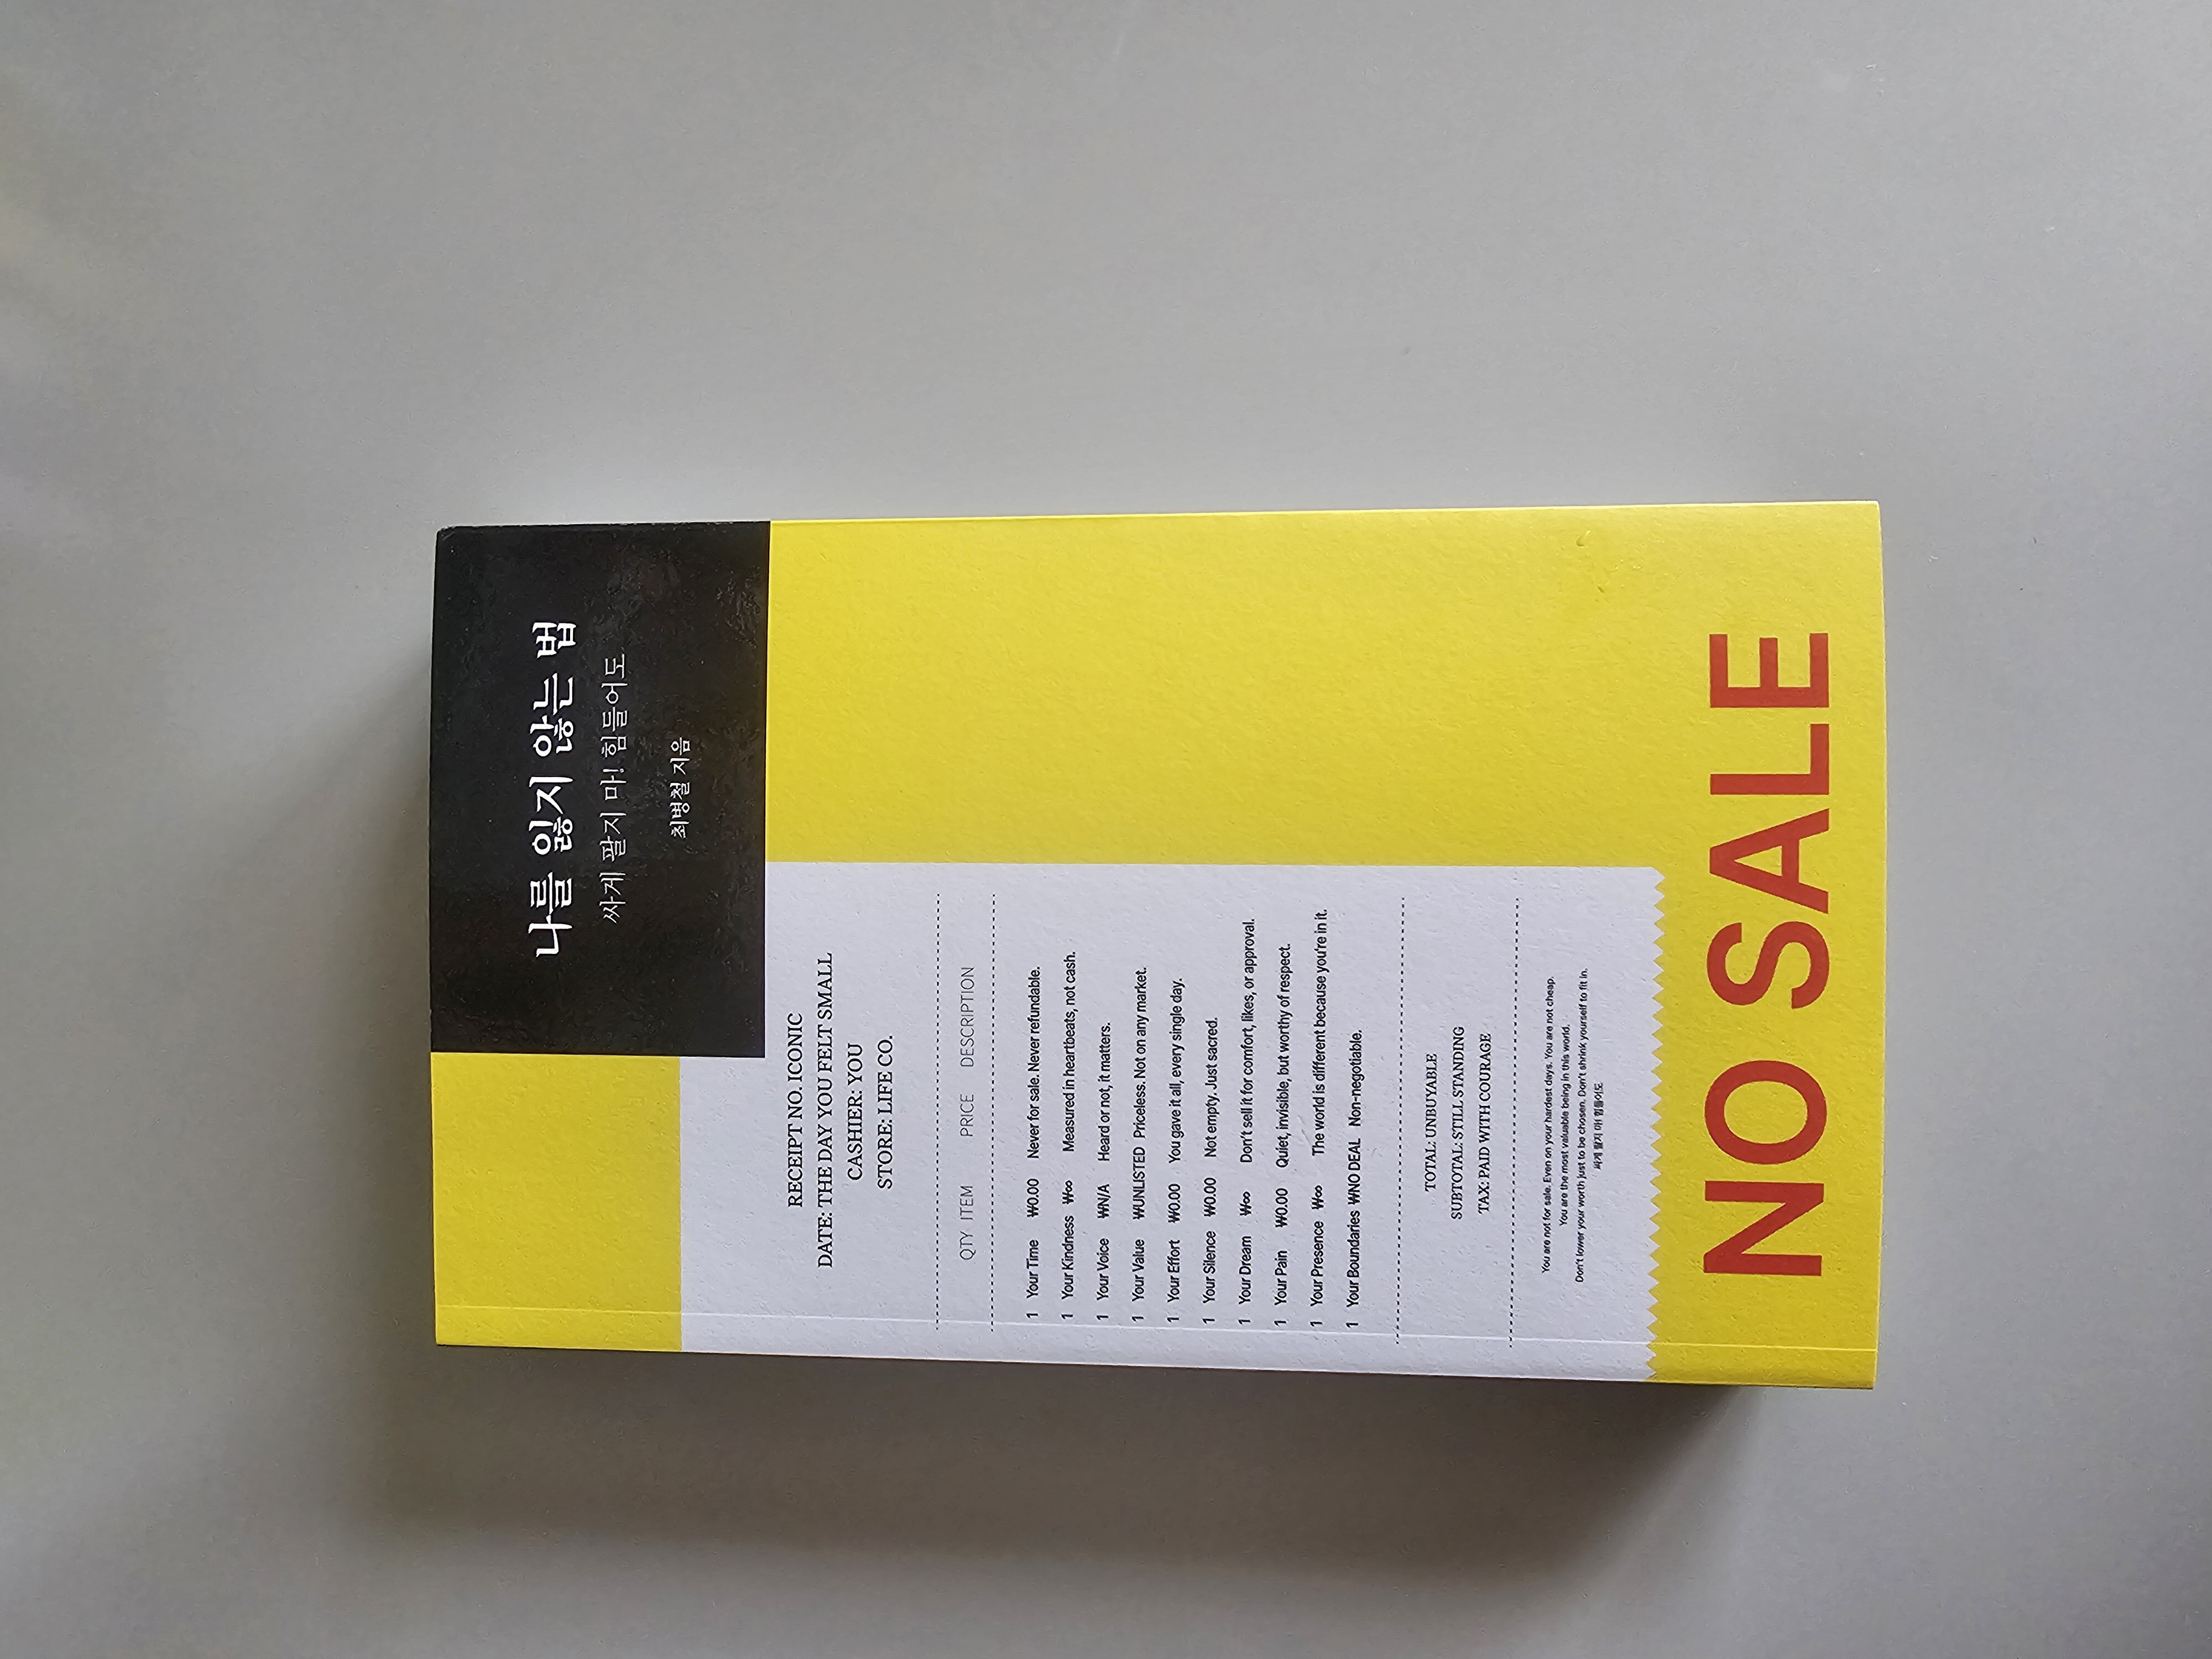 나를 잃지 않는 법
싸게 팔지 마! 힘들어도
최병철 지음
RECEIPT NO. ICONIC
DATE: THE DAY YOU FELT SMALL
CASHIER: YOU
STORE: LIFE CO.
QTY ITEM PRICE DESCRIPTION
1 Your Time ₩0.00 Never for sale. Never refundable.
1 Your Kindness ₩∞ Measured in heartbeats, not cash.
1 Your Voice ₩N/A Heard or not, it matters.
1 Your Value ₩UNLISTED Priceless. Not on any market.
1 Your Effort ₩0.00 You gave it all, every single day.
1 Your Silence ₩0.00 Not empty. Just sacred.
1 Your Dream ₩∞ Don't sell it for comfort, likes, or approval.
1 Your Pain ₩0.00 Quiet, invisible, but worthy of respect.
1 Your Presence ₩∞ The world is different because you're in it.
1 Your Boundaries ₩NO DEAL Non-negotiable.
TOTAL: UNBUYABLE
SUBTOTAL: STILL STANDING
TAX: PAID WITH COURAGE
You are not for sale. Even on your hardest days. You are not cheap.
You are the most valuable being in this world.
Don't lower your worth just to be chosen. Don't shrink yourself to fit in.
싸게 팔지 마! 힘들어도
NO SALE